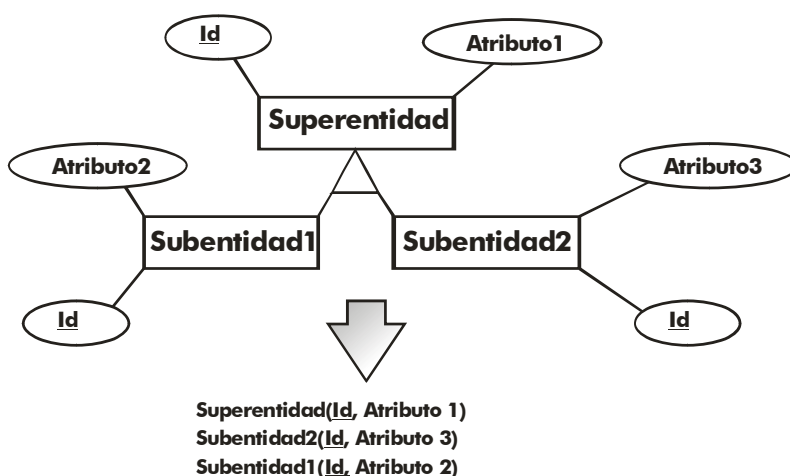 Id
Atributo1
Superentidad
Atributo2
Atributo3
Subentidad1
Subentidad2
Id
Id
Superentidad(Id, Atributo 1)
Subentidad2(Id, Atributo 3)
Subentidad1(Id, Atributo 2)